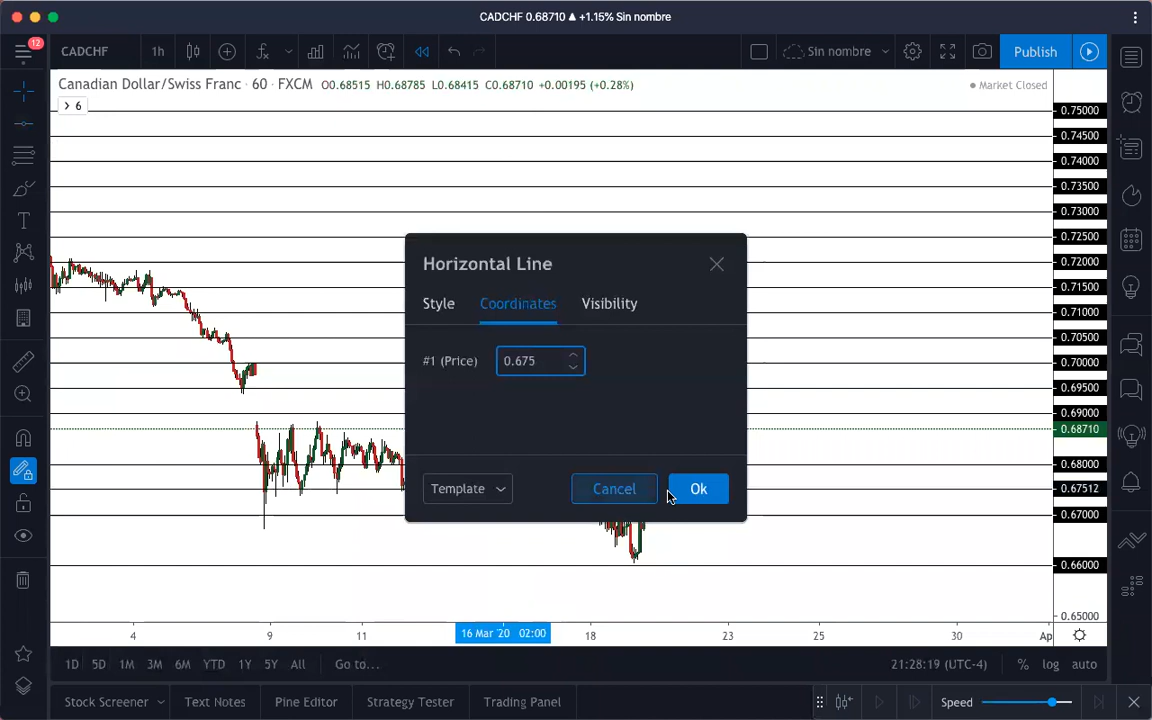 CADCHF 0.68710 ▲ +1.15% Sin nombre
12
CADCHF 1h Sin nombre Publish
Canadian Dollar/Swiss Franc · 60 · FXCM O0.68515 H0.68785 L0.68415 C0.68710 +0.00195 (+0.28%)
Market Closed
> 6
0.75000
0.74500
0.74000
0.73500
0.73000
0.72500
0.72000
0.71500
0.71000
0.70500
0.70000
0.69500
0.69000
0.68710
0.68000
0.67512
0.67000
0.66000
0.65000
Horizontal Line
Style Coordinates Visibility
#1 (Price) 0.675
Template Cancel Ok
4 9 11 16 Mar '20 02:00 18 23 25 30 Ap
1D 5D 1M 3M 6M YTD 1Y 5Y All Go to... 21:28:19 (UTC-4) % log auto
Stock Screener Text Notes Pine Editor Strategy Tester Trading Panel Speed